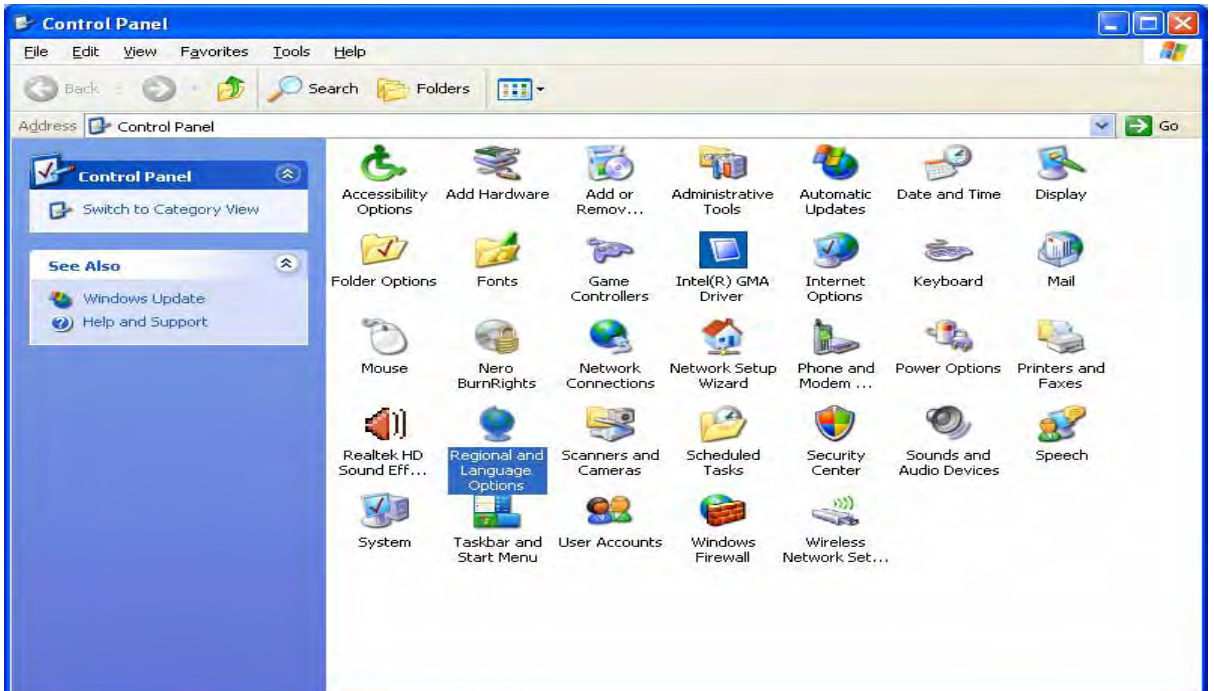 Control Panel
File Edit View Favorites Tools Help
Back Search Folders
Address Control Panel Go
Control Panel
Switch to Category View
See Also
Windows Update
Help and Support
Accessibility Options
Add Hardware
Add or Remov...
Administrative Tools
Automatic Updates
Date and Time
Display
Folder Options
Fonts
Game Controllers
Intel(R) GMA Driver
Internet Options
Keyboard
Mail
Mouse
Nero BurnRights
Network Connections
Network Setup Wizard
Phone and Modem ...
Power Options
Printers and Faxes
Realtek HD Sound Eff...
Regional and Language Options
Scanners and Cameras
Scheduled Tasks
Security Center
Sounds and Audio Devices
Speech
System
Taskbar and Start Menu
User Accounts
Windows Firewall
Wireless Network Set...